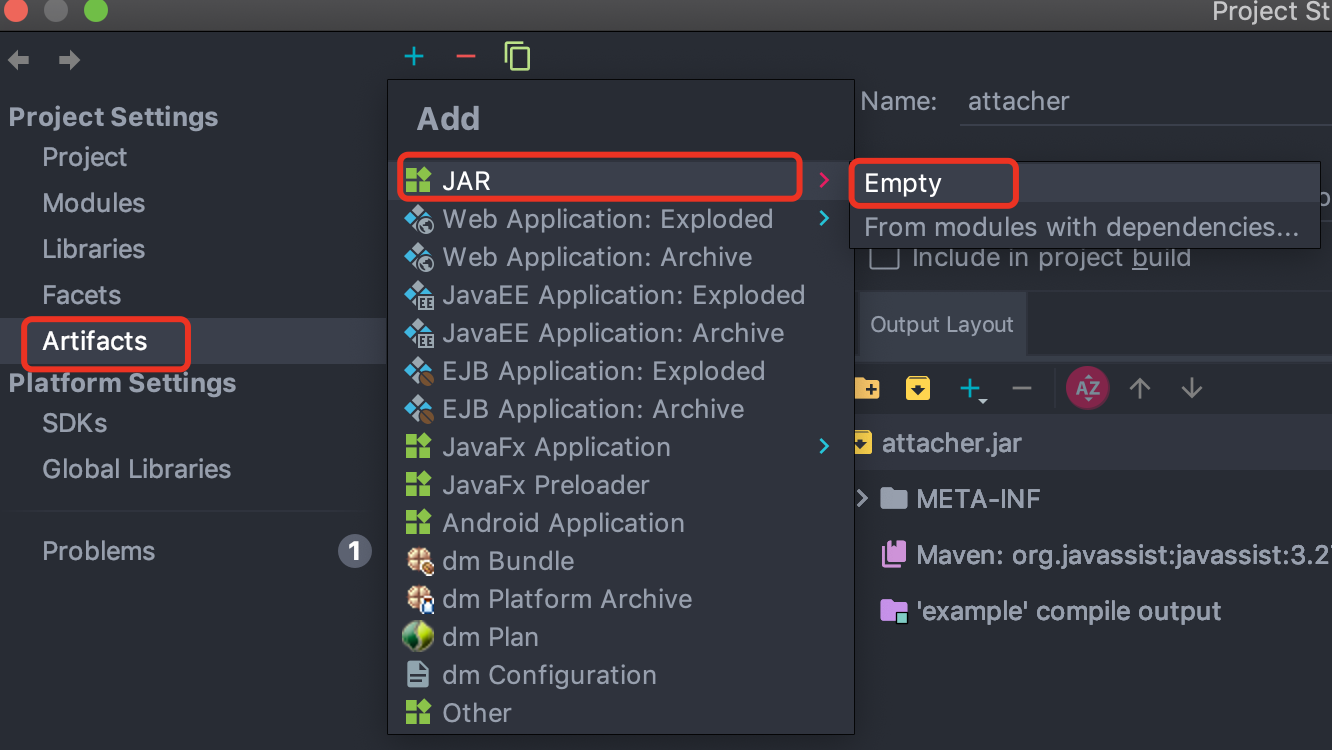 Project St
Project Settings
Project
Modules
Libraries
Facets
Artifacts
Platform Settings
SDKs
Global Libraries
Problems
1
Add
JAR
Web Application: Exploded
Web Application: Archive
JavaEE Application: Exploded
JavaEE Application: Archive
EJB Application: Exploded
EJB Application: Archive
JavaFx Application
JavaFx Preloader
Android Application
dm Bundle
dm Platform Archive
dm Plan
dm Configuration
Other
Name: attacher
Empty
From modules with dependencies...
Include in project build
Output Layout
AZ
attacher.jar
META-INF
Maven: org.javassist:javassist:3.2
'example' compile output